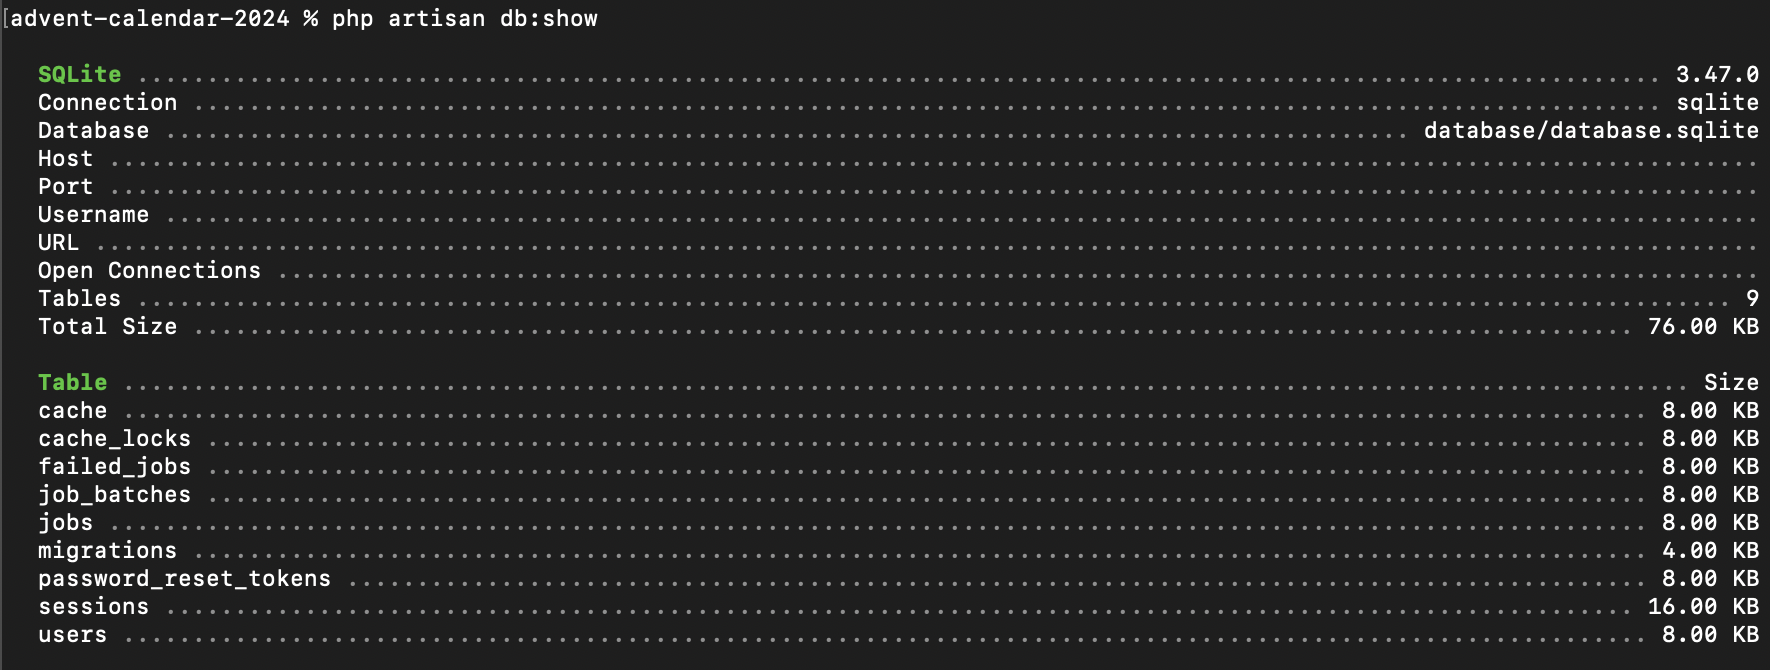 [advent-calendar-2024 % php artisan db:show
SQLite ........................................ 3.47.0
Connection ........................................ sqlite
Database ........................................ database/database.sqlite
Host ........................................
Port ........................................
Username ........................................
URL ........................................
Open Connections ........................................
Tables ........................................ 9
Total Size ........................................ 76.00 KB
Table ........................................ Size
cache ........................................ 8.00 KB
cache_locks ........................................ 8.00 KB
failed_jobs ........................................ 8.00 KB
job_batches ........................................ 8.00 KB
jobs ........................................ 8.00 KB
migrations ........................................ 4.00 KB
password_reset_tokens ........................................ 8.00 KB
sessions ........................................ 16.00 KB
users ........................................ 8.00 KB